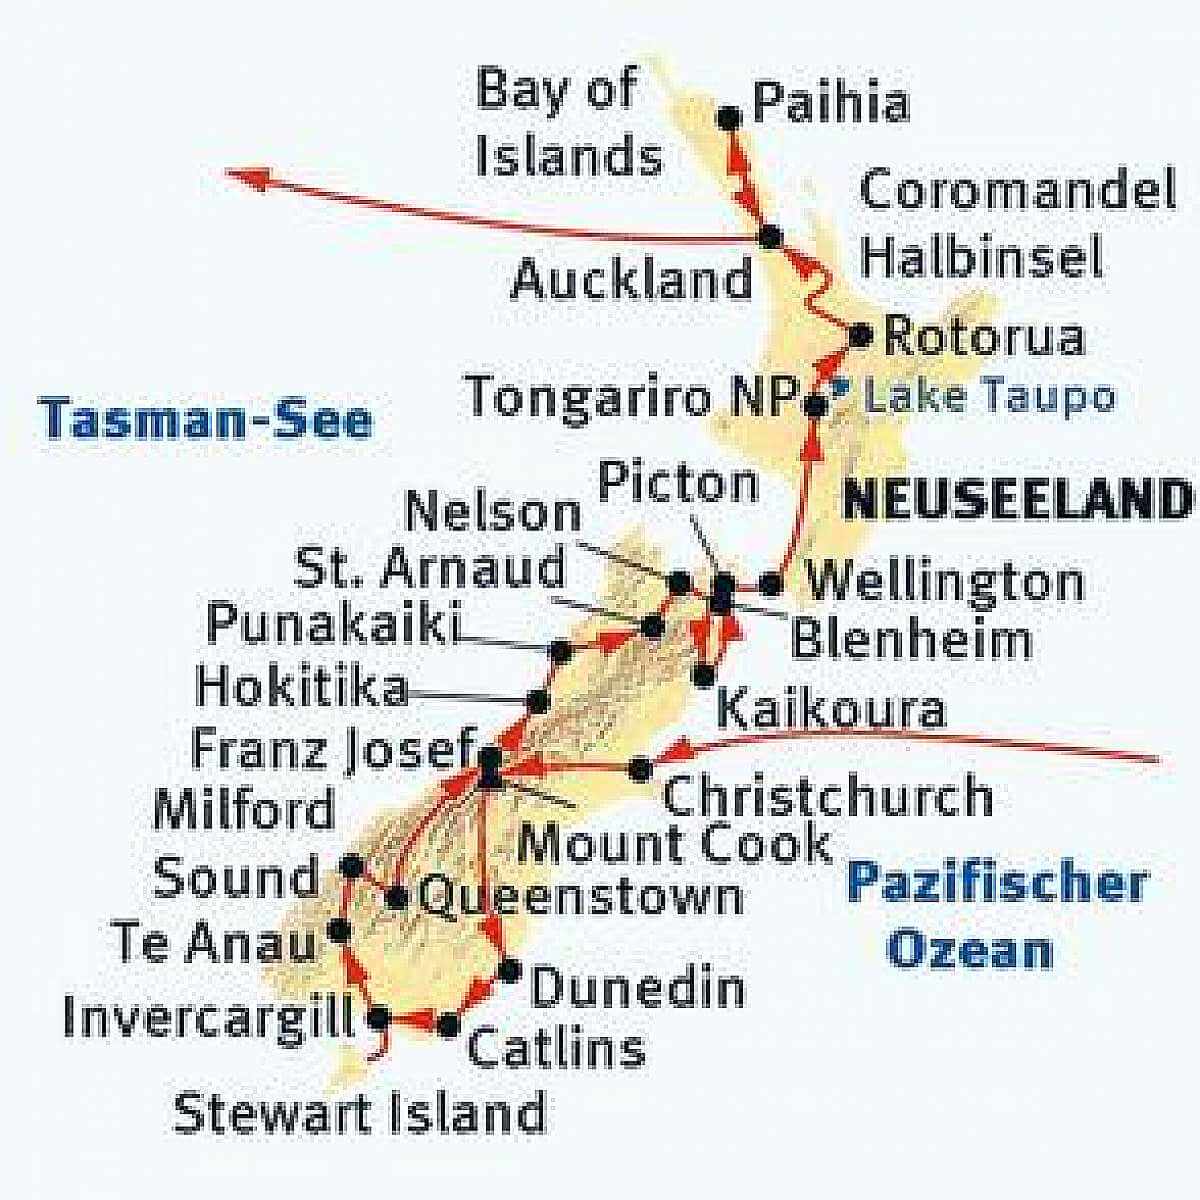 Bay of
Islands
Paihia
Coromandel
Halbinsel
Auckland
Rotorua
Tongariro NP
Lake Taupo
Tasman-See
Picton
NEUSEELAND
Nelson
St. Arnaud
Wellington
Punakaiki
Blenheim
Hokitika
Kaikoura
Franz Josef
Christchurch
Milford
Sound
Mount Cook
Queenstown
Pazifischer
Ozean
Te Anau
Dunedin
Invercargill
Catlins
Stewart Island